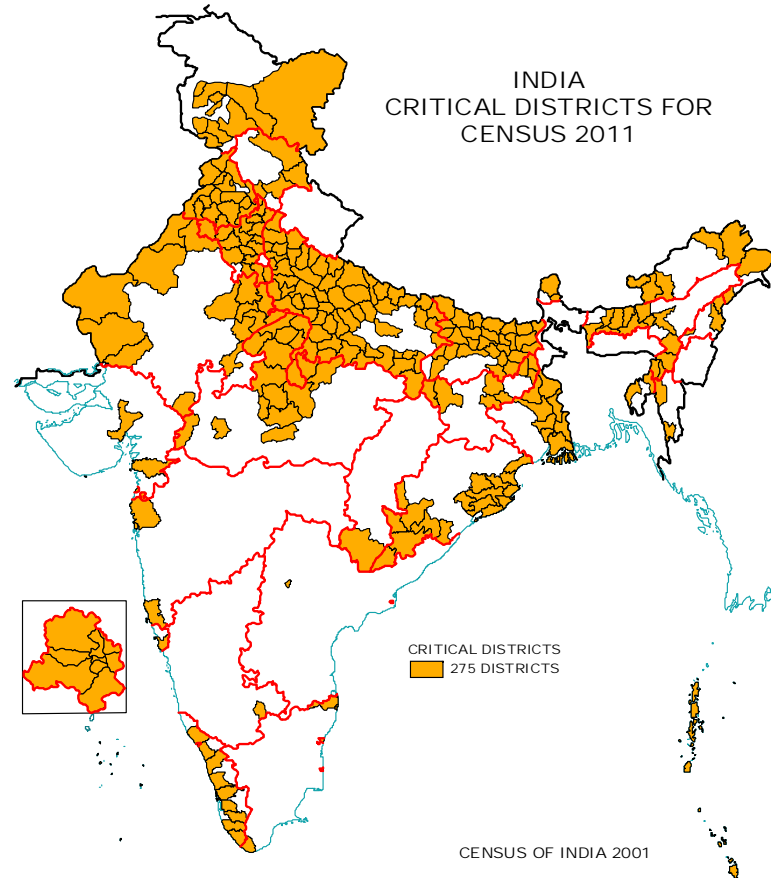 INDIA
CRITICAL DISTRICTS FOR
CENSUS 2011
CRITICAL DISTRICTS
275 DISTRICTS
CENSUS OF INDIA 2001